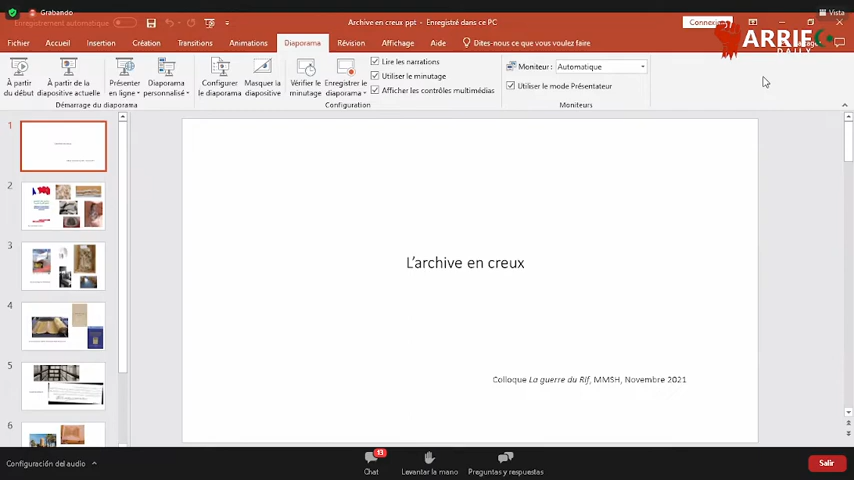 Grabando
Vista
Enregistrement automatique
Archive en creux ppt - Enregistré dans ce PC
Connexion
ARRIF
DAILY
Fichier
Accueil
Insertion
Création
Transitions
Animations
Diaporama
Révision
Affichage
Aide
Dites-nous ce que vous voulez faire
À partir
du début
À partir de la
diapositive actuelle
Présenter
en ligne
Diaporama
personnalisé
Configurer
le diaporama
Masquer la
diapositive
Vérifier le
minutage
Enregistrer le
diaporama
Lire les narrations
Utiliser le minutage
Afficher les contrôles multimédias
Moniteur :
Automatique
Utiliser le mode Présentateur
Démarrage du diaporama
Configuration
Moniteurs
1
2
3
4
5
6
L'archive en creux
Colloque La guerre du Rif, MMSH, Novembre 2021
Configuración del audio
13
Chat
Levantar la mano
Preguntas y respuestas
Salir